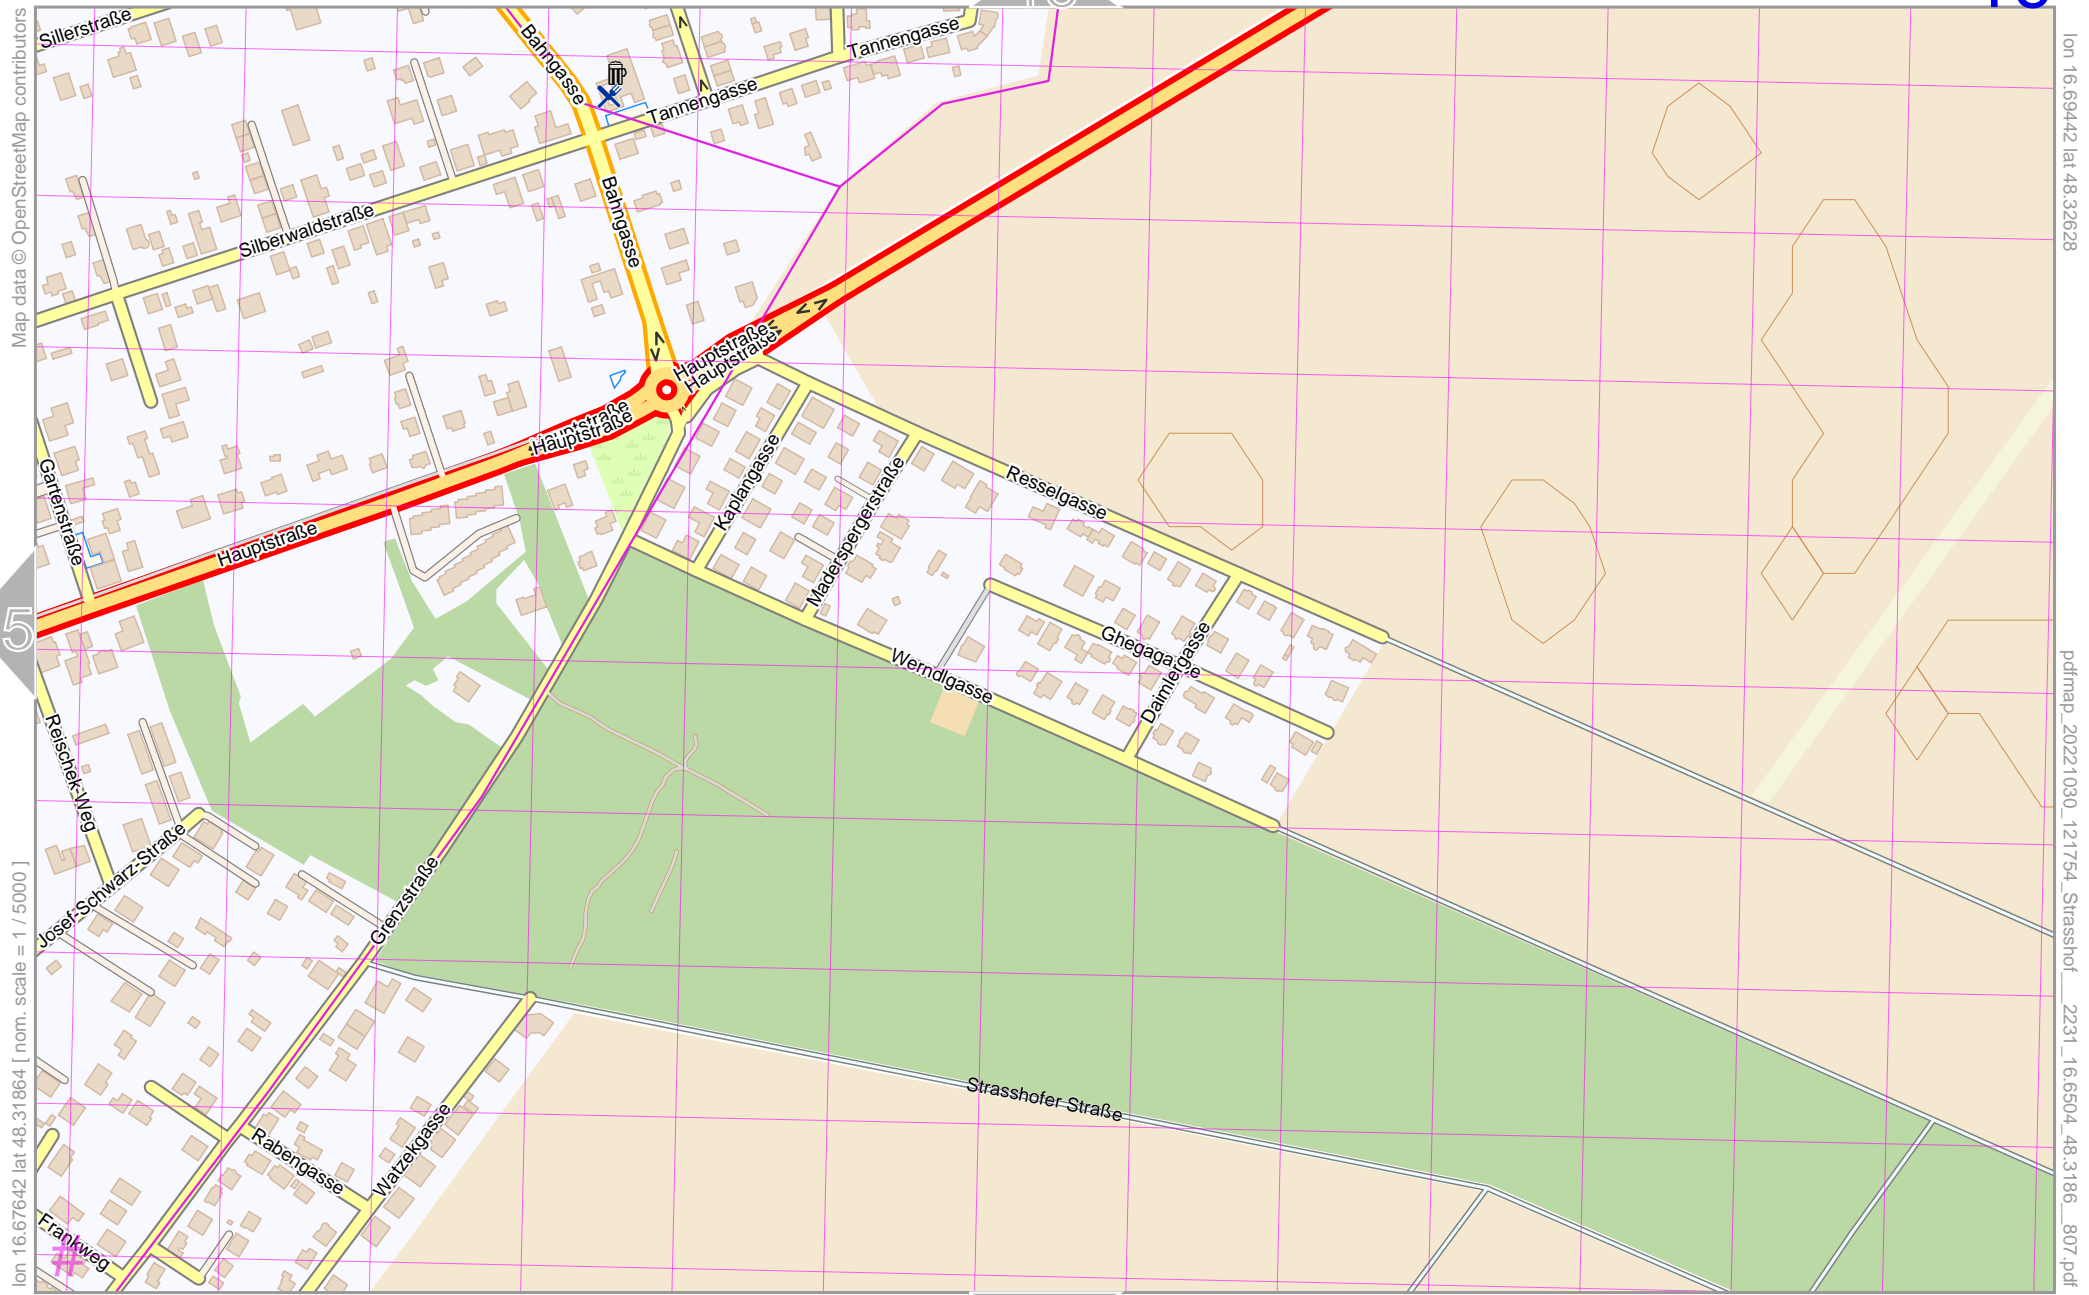 Map data © OpenStreetMap contributors
lon 16.67642 lat 48.31864 [ nom. scale = 1 / 5000 ]
lon 16.69442 lat 48.32628
pdfmap_20221030_121754_Strasshof___2231_16.6504_48.3186__807.pdf
5
Sillerstraße
Bahngasse
Tannengasse
Tannengasse
Silberwaldstraße
Bahngasse
Hauptstraße
Hauptstraße
Hauptstraße
Hauptstraße
Hauptstraße
Gartenstraße
Kaplangasse
Maderspergerstraße
Resselgasse
Ghegagasse
Daimlergasse
Werndlgasse
Reischek-Weg
Josef-Schwarz-Straße
Grenzstraße
Strasshofer Straße
Rabengasse
Watzekgasse
Frankweg
#